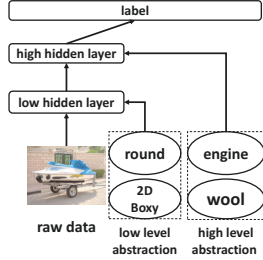 label
high hidden layer
low hidden layer
round
engine
2D
Boxy
wool
raw data
low level
abstraction
high level
abstraction